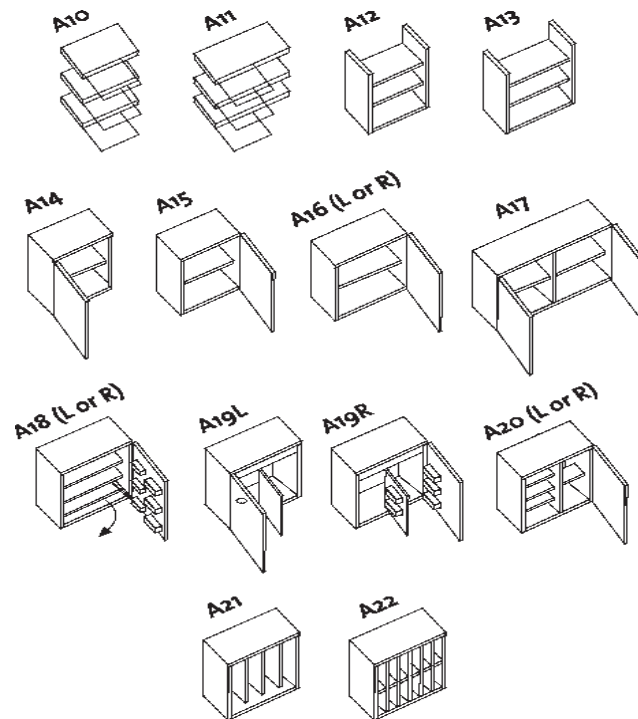 A10
A11
A12
A13
A14
A15
A16 (L or R)
A17
A18 (L or R)
A19L
A19R
A20 (L or R)
A21
A22